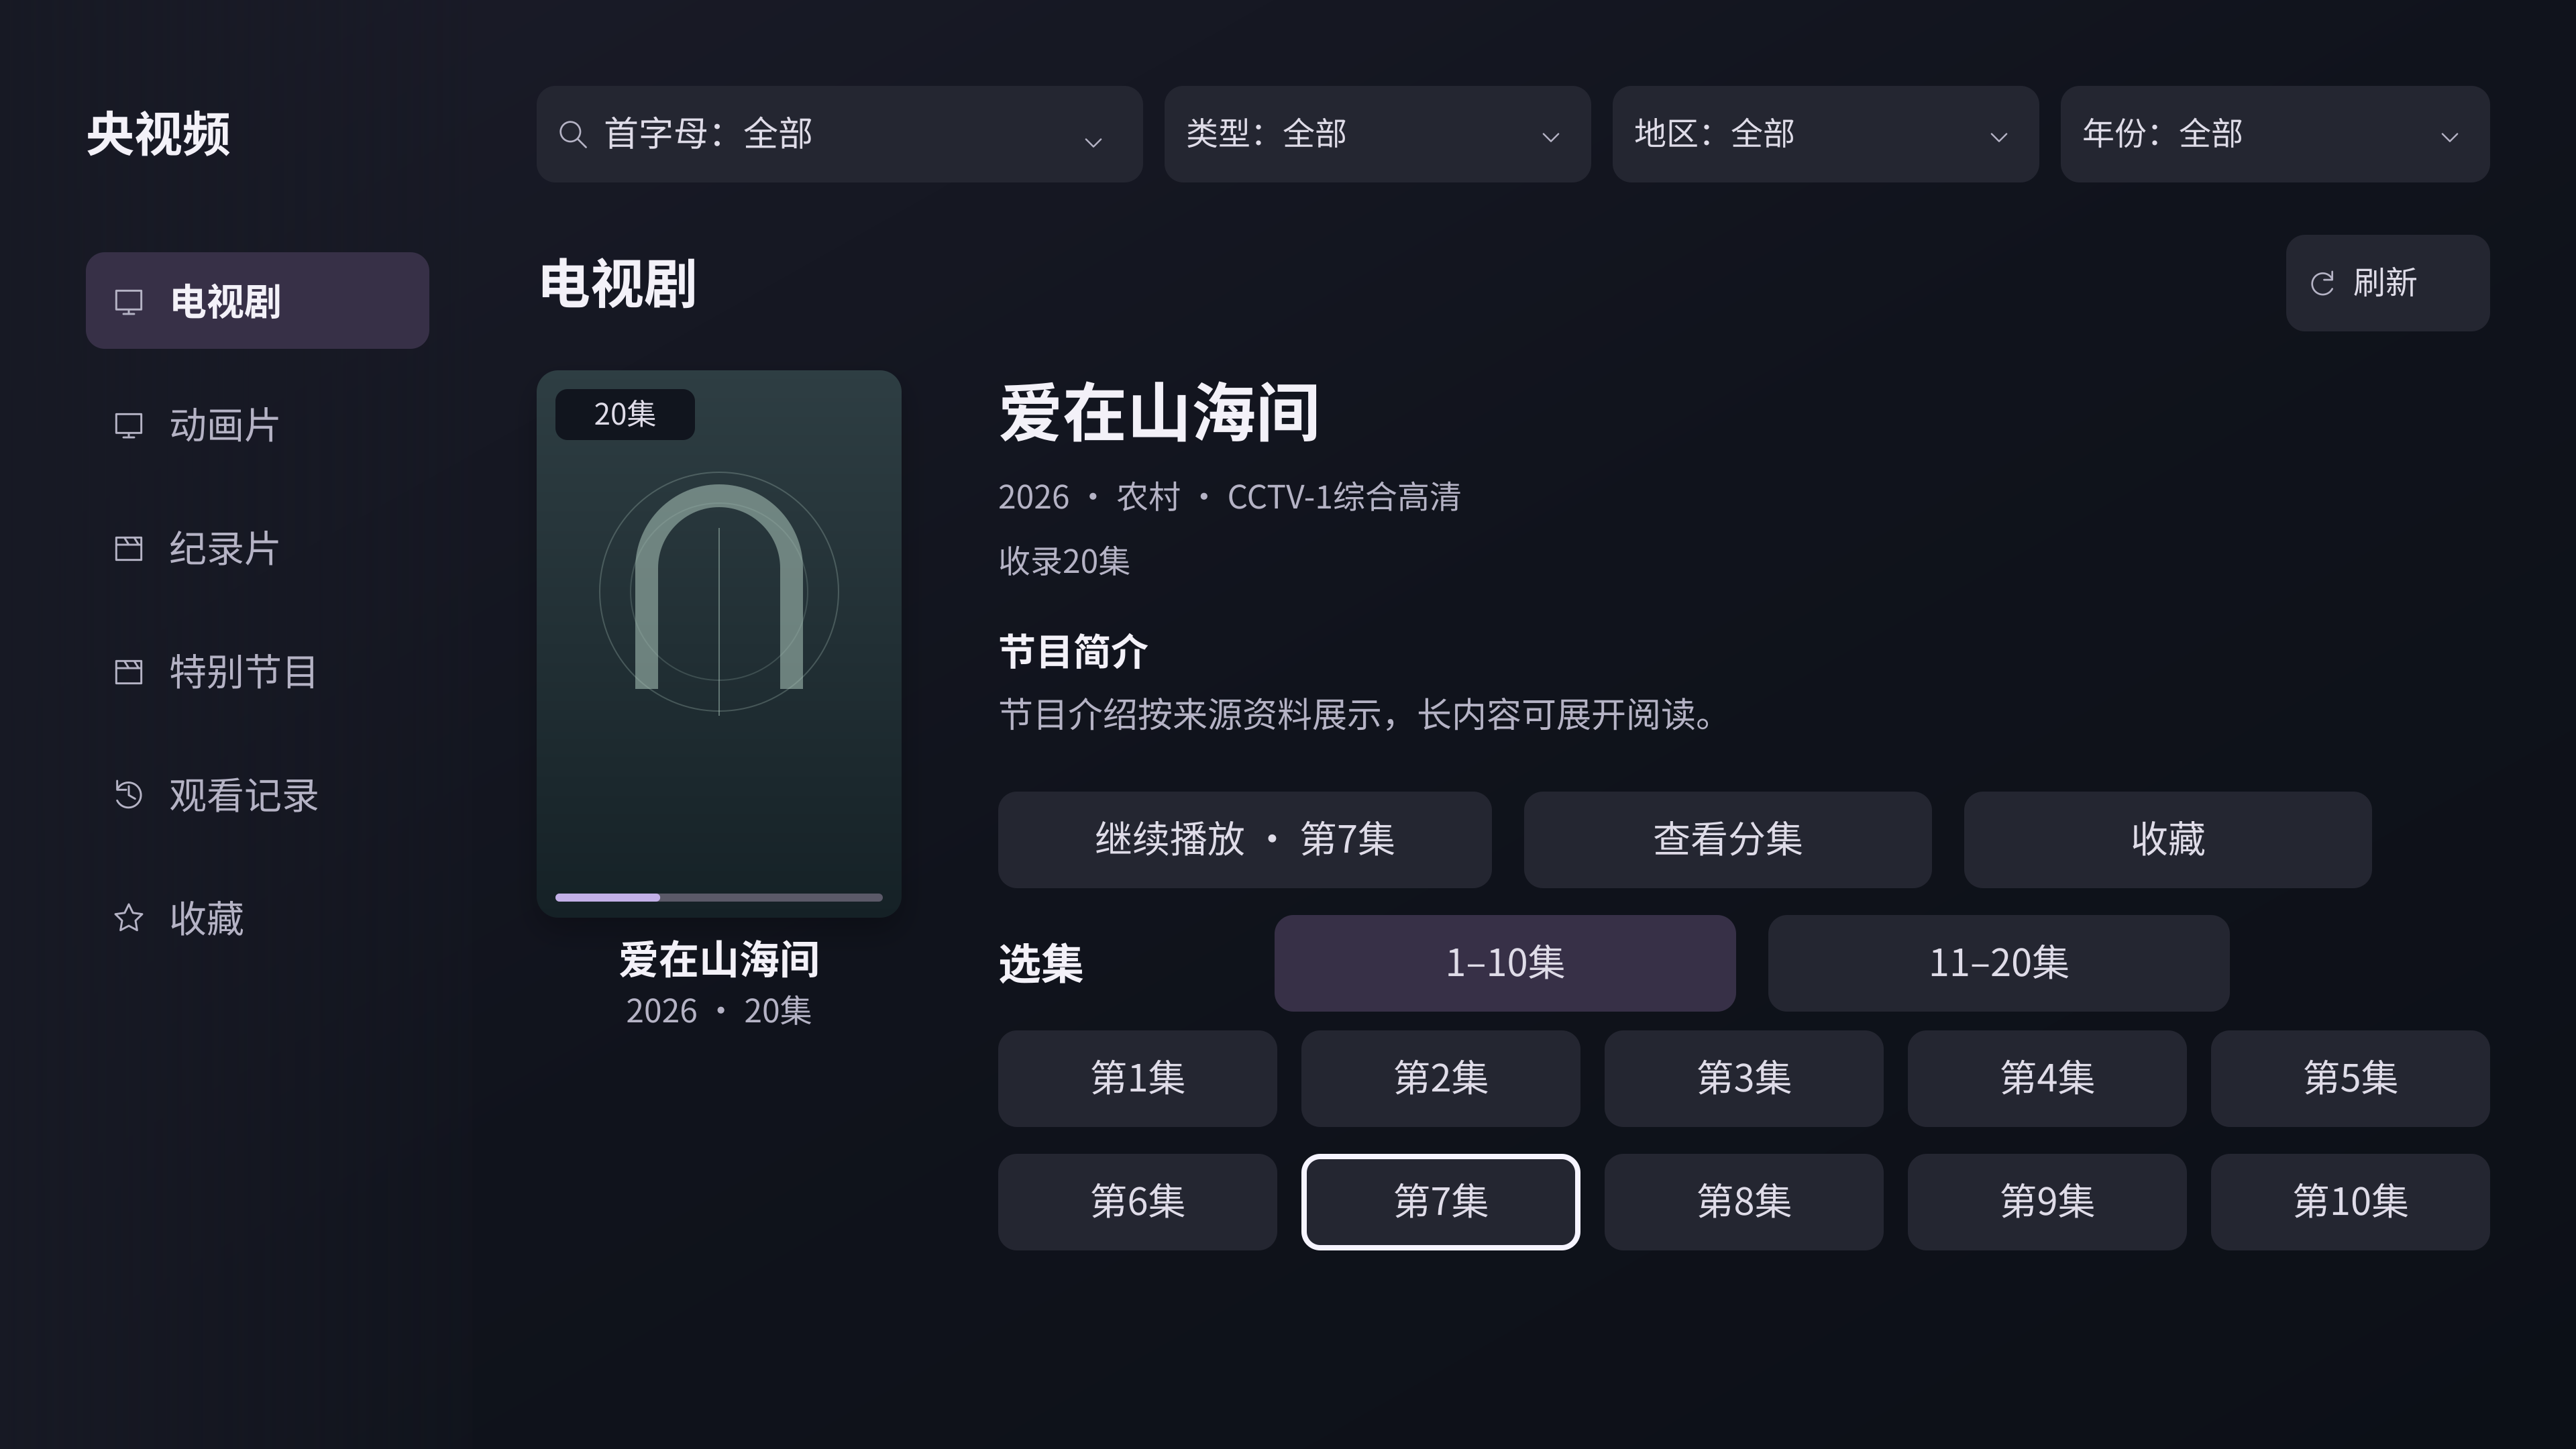 央视频
首字母：全部
类型：全部
地区：全部
年份：全部
电视剧
动画片
纪录片
特别节目
观看记录
收藏
电视剧
刷新
20集
爱在山海间
2026 · 20集
爱在山海间
2026 · 农村 · CCTV-1综合高清
收录20集
节目简介
节目介绍按来源资料展示，长内容可展开阅读。
继续播放 · 第7集
查看分集
收藏
选集
1–10集
11–20集
第1集
第2集
第3集
第4集
第5集
第6集
第7集
第8集
第9集
第10集